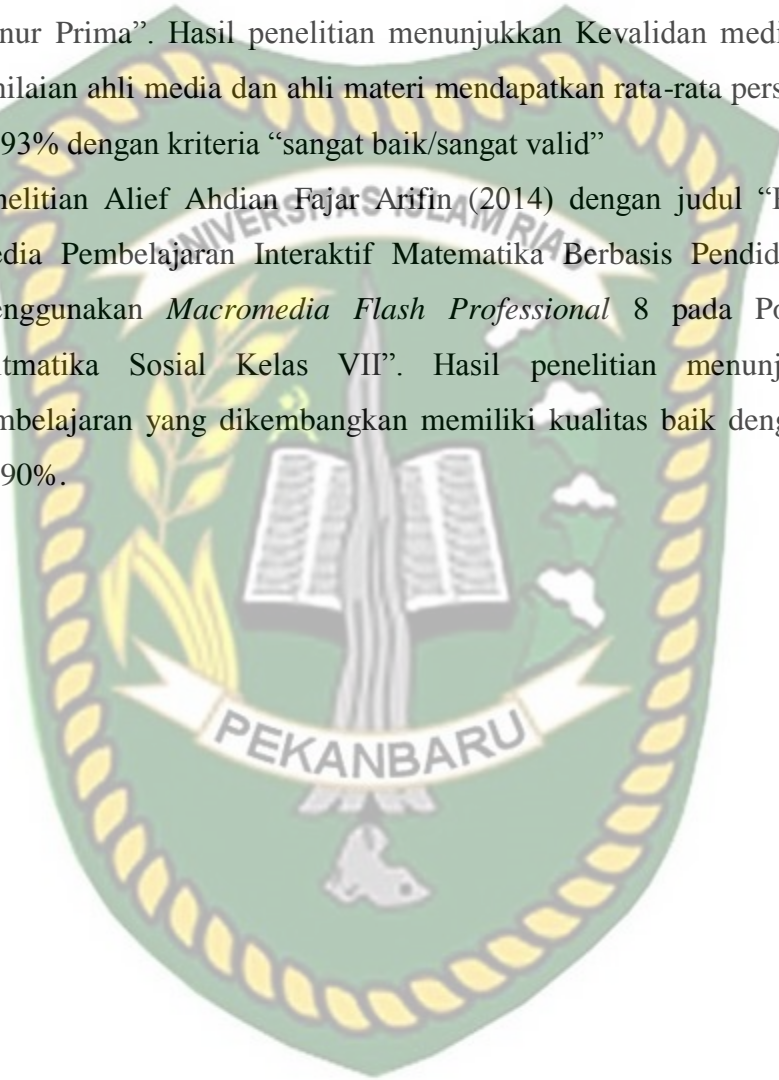 nur Prima”. Hasil penelitian menunjukkan Kevalidan medi
nilaian ahli media dan ahli materi mendapatkan rata-rata pers
93% dengan kriteria “sangat baik/sangat valid”
nelitian Alief Ahdian Fajar Arifin (2014) dengan judul “P
edia Pembelajaran Interaktif Matematika Berbasis Pendid
enggunakan Macromedia Flash Professional 8 pada Po
itmatika Sosial Kelas VII”. Hasil penelitian menunj
mbelajaran yang dikembangkan memiliki kualitas baik deng
90%.
UNIVERSITAS ISLAM RIAU
PEKANBARU